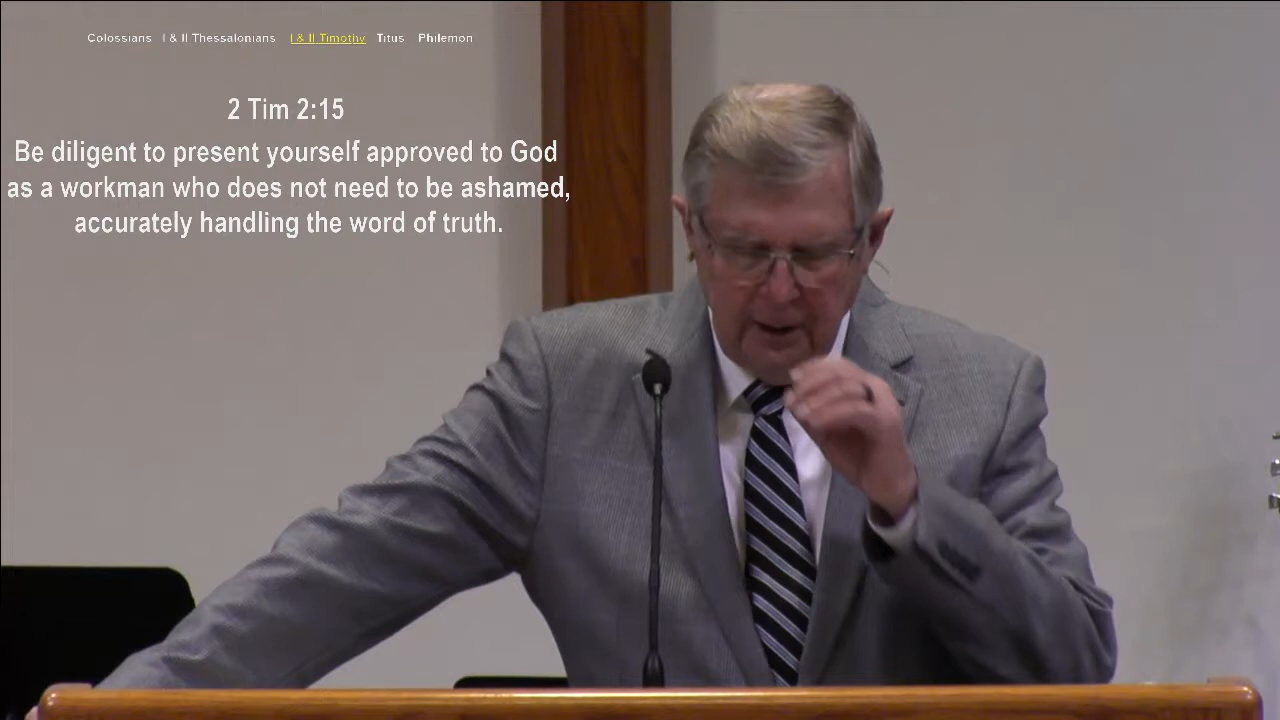 Colossians I & II Thessalonians I & II Timothy Titus Philemon
2 Tim 2:15
Be diligent to present yourself approved to God
as a workman who does not need to be ashamed,
accurately handling the word of truth.